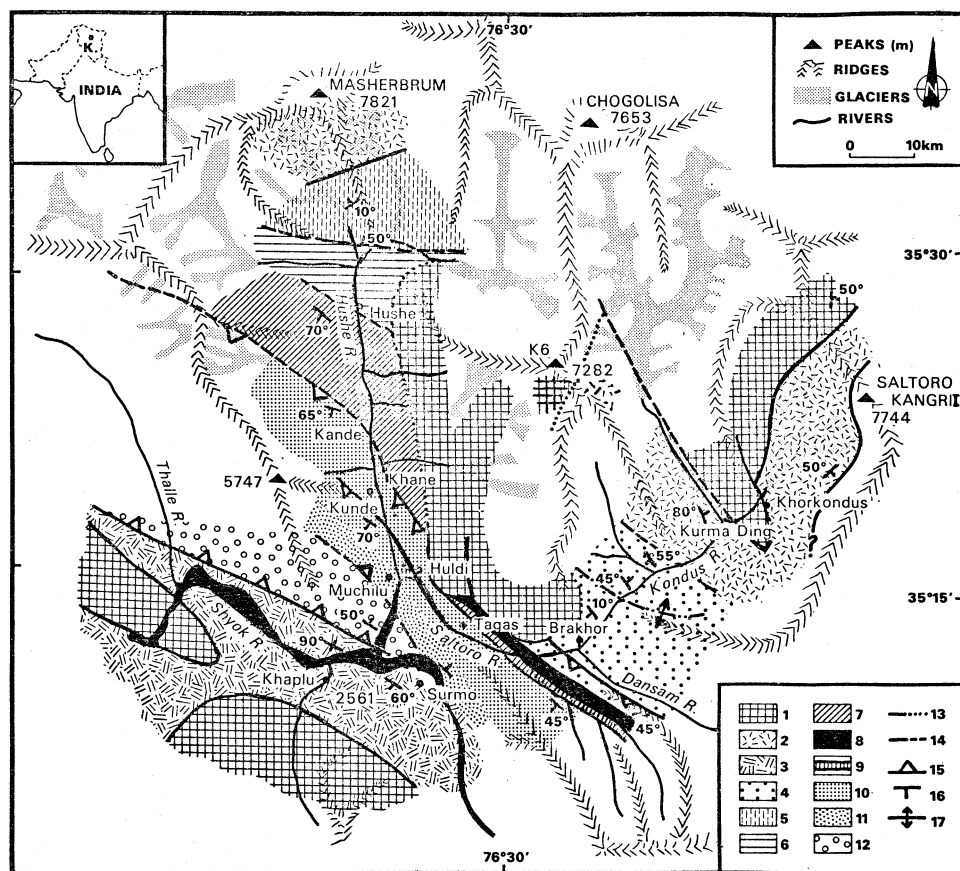 76°30′
K.
INDIA
MASHERBRUM
7821
CHOGOLISA
7653
PEAKS (m)
RIDGES
GLACIERS
RIVERS
N
0 10km
10°
50°
35°30′
50°
Hushe R.
Hushe
70°
K6
7282
SALTORO
KANGRI II
7744
65°
Kande
Thalle R.
5747
Khane
50°
Kunde
80°
Khorkondus
Kurma Ding
70°
55°
Huldi
Kondus R.
?
Muchilu
45°
35°15′
50°
10°
Shyok R.
Tagas
Brakhor
90°
Saltoro R.
Khaplu
2561
60°
Surmo
Dansam R.
45°
45°
1 7 13
2 8 14
3 9 15
4 10 16
5 11 17
6 12
76°30′